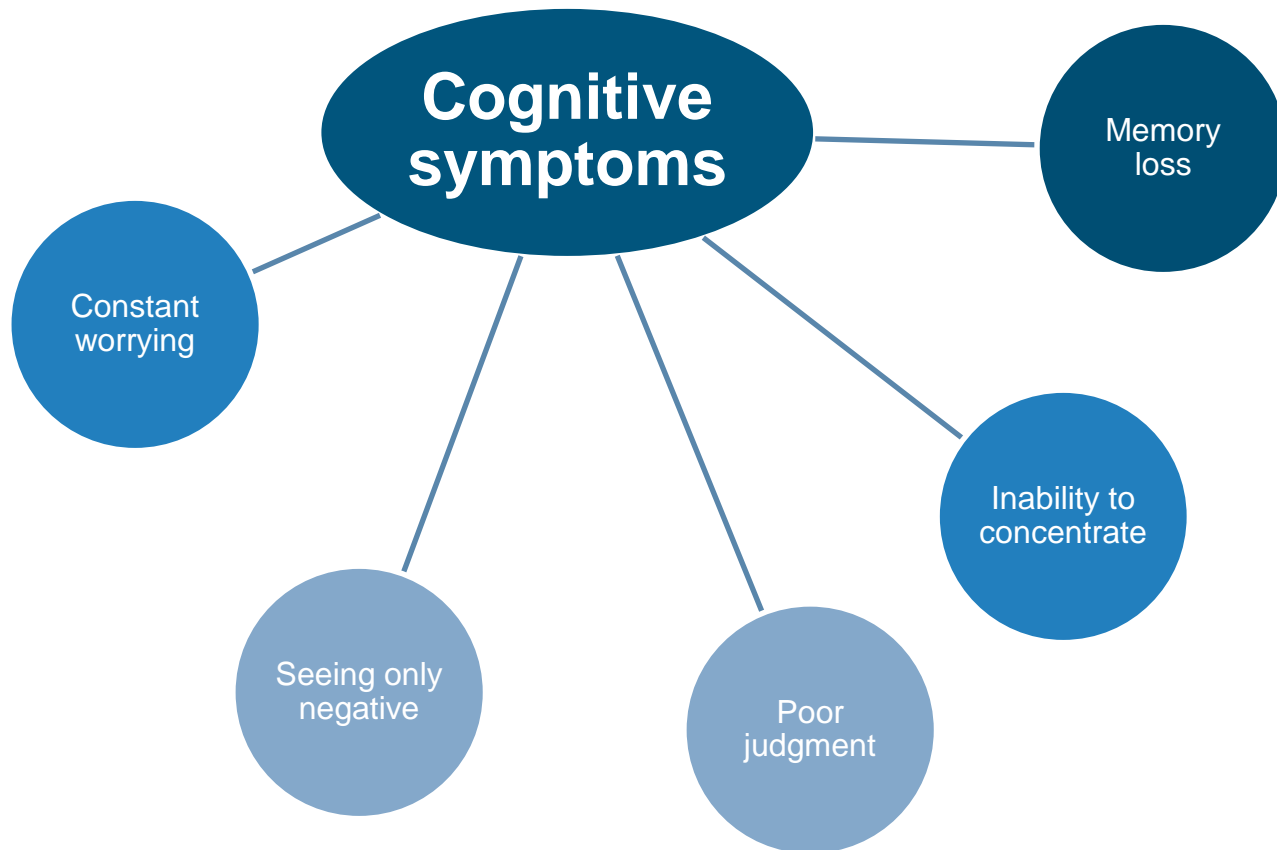 Cognitive
symptoms
Memory
loss
Constant
worrying
Inability to
concentrate
Seeing only
negative
Poor
judgment